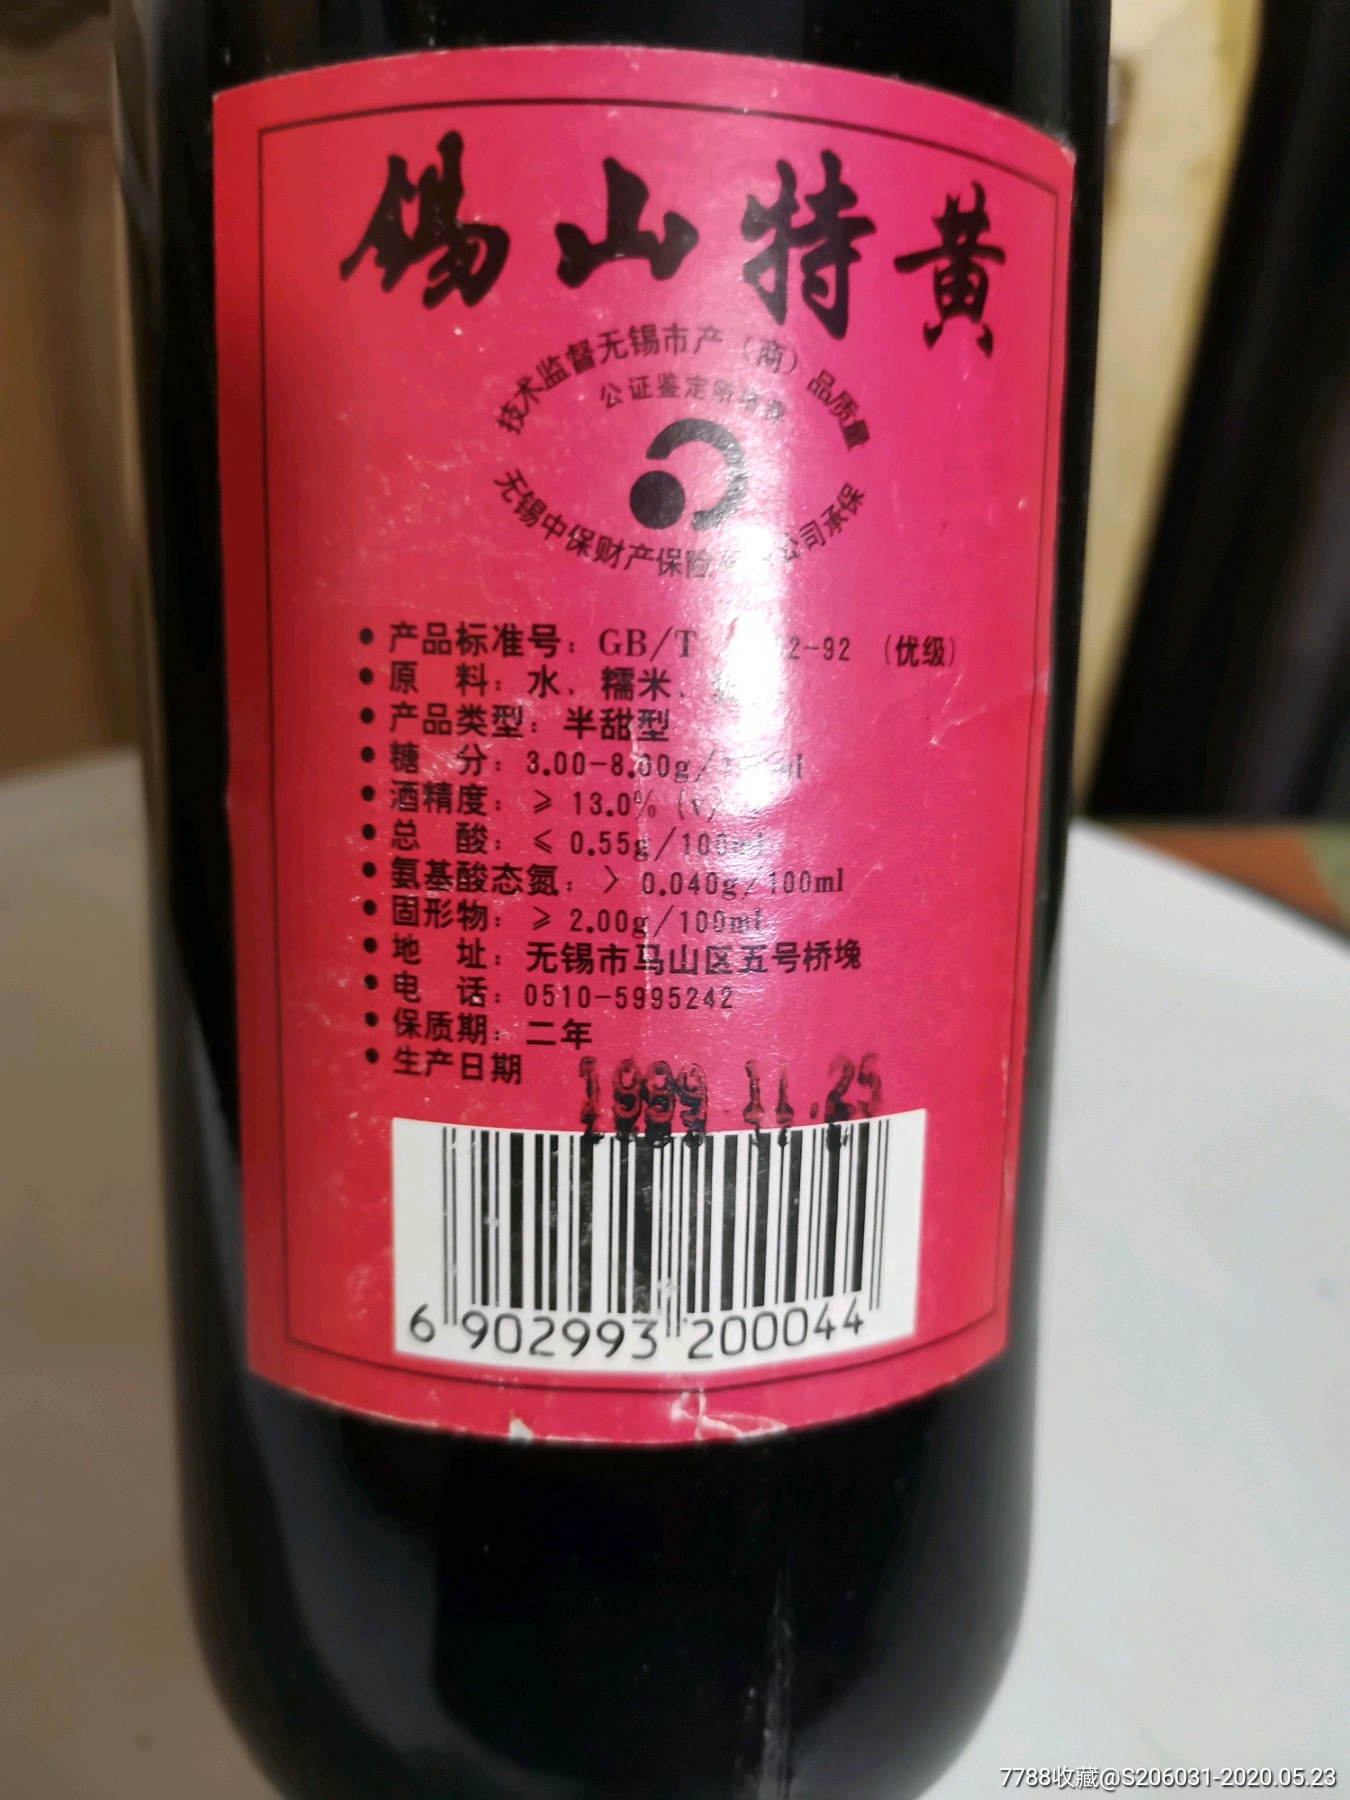 锡山特黄
技术监督无锡市产（商）品质量
公证鉴定所
无锡中保财产保险 公司承保
• 产品标准号：GB/T 2-92 （优级）
• 原 料：水、糯米、
• 产品类型：半甜型
• 糖 分：3.00-8.00g/ ml
• 酒精度：≥ 13.0% (v/
• 总 酸：≤ 0.55g/100ml
• 氨基酸态氮：＞ 0.040g/100ml
• 固形物：≥ 2.00g/100ml
• 地 址：无锡市马山区五号桥堍
• 电 话：0510-5995242
• 保质期：二年
• 生产日期 1999.11.25
6 902993 200044
7788收藏@S206031-2020.05.23